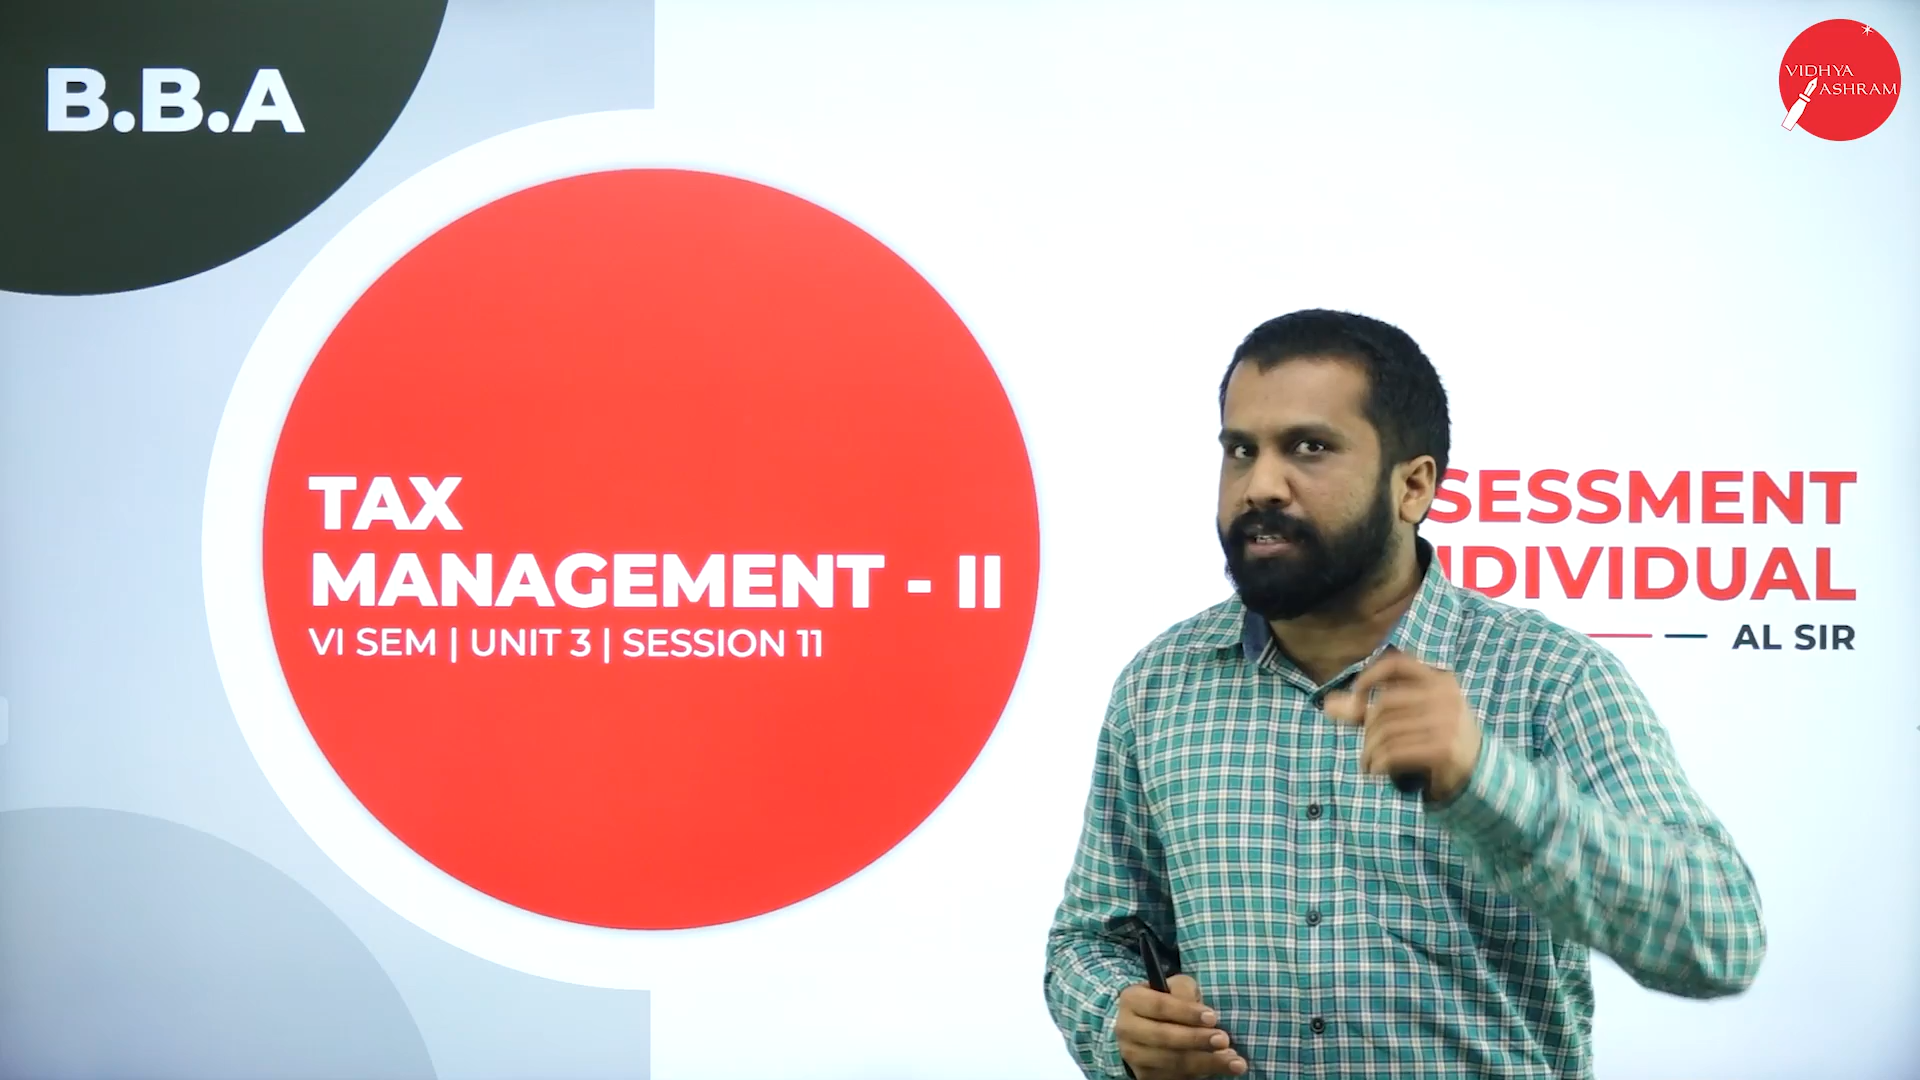 B.B.A
VIDHYA
ASHRAM
TAX
MANAGEMENT - II
VI SEM | UNIT 3 | SESSION 11
SESSMENT
DIVIDUAL
AL SIR